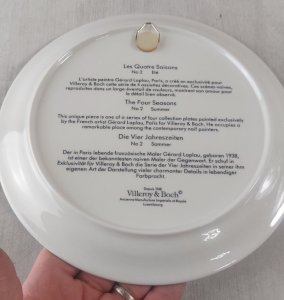 Les Quatre Saisons
No 2 Eté
L'artiste peintre Gérard Laplau, Paris, a créé en exclusivité pour
Villeroy & Boch cette série de 4 assiettes décoratives. Ces scènes naïves,
reproduites dans un large éventail de couleurs, montrent son amour pour
le détail bien observé.
The Four Seasons
No 2 Summer
This unique piece is one of a series of four collection plates painted exclusively
by the French artist Gérard Laplau, Paris for Villeroy & Boch. He occupies a
remarkable place among the contemporary naif painters.
Die Vier Jahreszeiten
No 2 Sommer
Der in Paris lebende französische Maler Gérard Laplau, geboren 1938,
ist einer der bekanntesten naiven Maler der Gegenwart. Er schuf in
Exklusivität für Villeroy & Boch die Serie der Vier Jahreszeiten in seiner ihm
eigenen Art der Darstellung vieler charmanter Details in lebendiger
Farbpracht.
Depuis 1748
Villeroy & Boch®
Ancienne Manufacture Impériale et Royale
Luxembourg